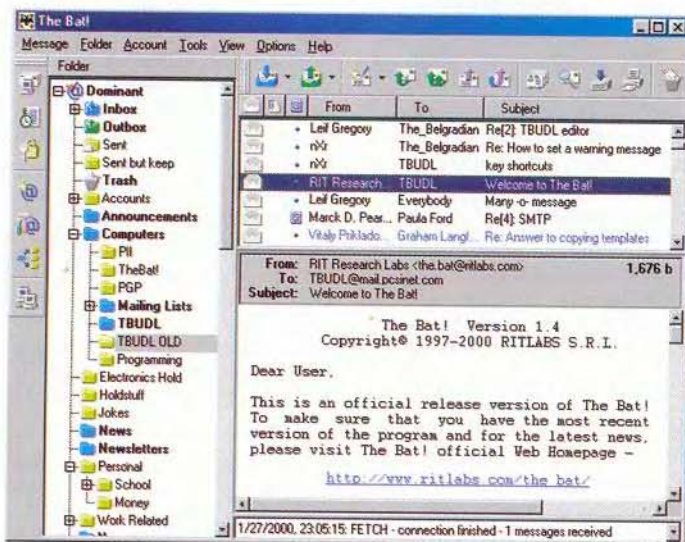 The Bat!
Message Folder Account Tools View Options Help
Folder
Dominant
Inbox
Outbox
Sent
Sent but keep
Trash
Accounts
Announcements
Computers
PII
TheBat!
PGP
Mailing Lists
TBUDL
TBUDL OLD
Programming
Electronics Hold
Holdstuff
Jokes
News
Newsletters
Personal
School
Money
Work Related
From To Subject
Leif Gregory The_Belgradian Re[2]: TBUDL editor
nXr The_Belgradian Re: How to set a warning message
nXr TBUDL key shortcuts
RIT Research... TBUDL Welcome to The Bat!
Leif Gregory Everybody Many -o- message
Marck D. Pear... Paula Ford Re[4]: SMTP
Vitaly Priklado... Graham Langl... Re: Answer to copying templates
From: RIT Research Labs <the.bat@ritlabs.com> 1,676 b
To: TBUDL@mail.pcsinet.com
Subject: Welcome to The Bat!
The Bat! Version 1.4
Copyright© 1997-2000 RITLABS S.R.L.
Dear User,
This is an official release version of The Bat!
To make sure that you have the most recent
version of the program and for the latest news,
please visit The Bat! official Web Homepage -
http://www.ritlabs.com/the_bat/
1/27/2000, 23:05:15: FETCH - connection finished - 1 messages received